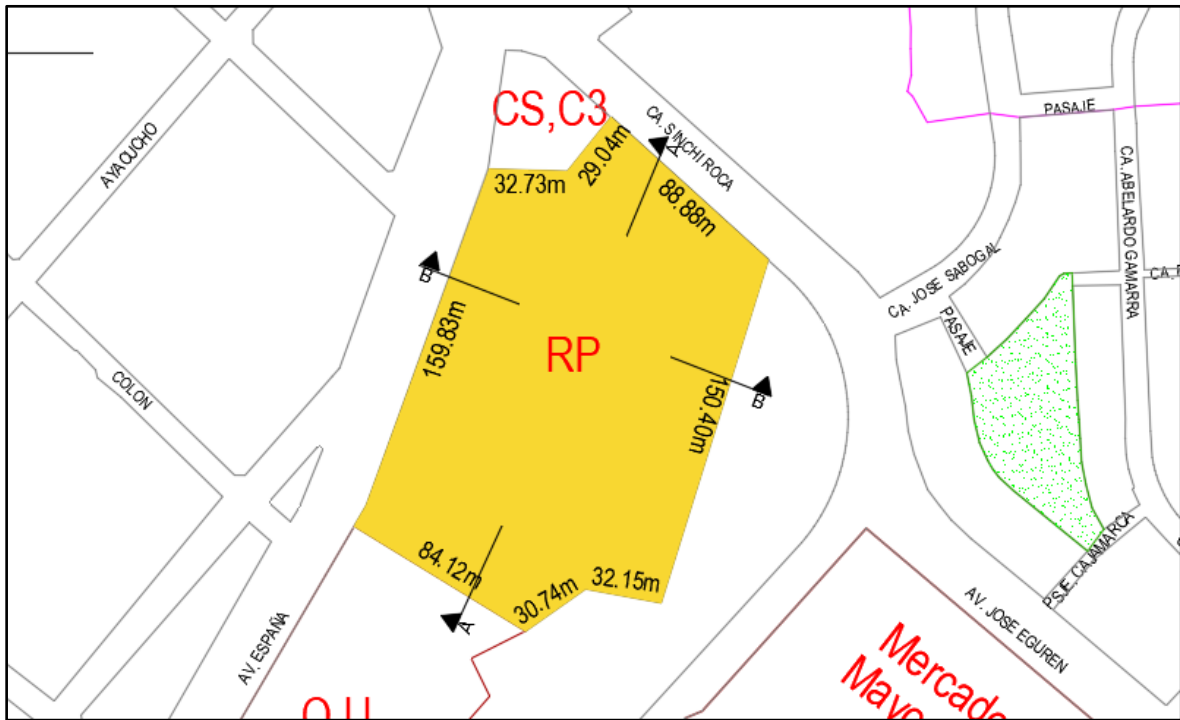 CS,C3
AYACUCHO
CA. SINCHI ROCA
PASAJE
CA. ABELARDO GAMARRA
32.73m
29.04m
A
88.88m
B
159.83m
RP
CA. JOSE SABOGAL
PASAJE
COLON
150.40m
B
84.12m
30.74m
32.15m
A
AV. ESPAÑA
PSJE. CAJAMARCA
AV. JOSE EGUREN